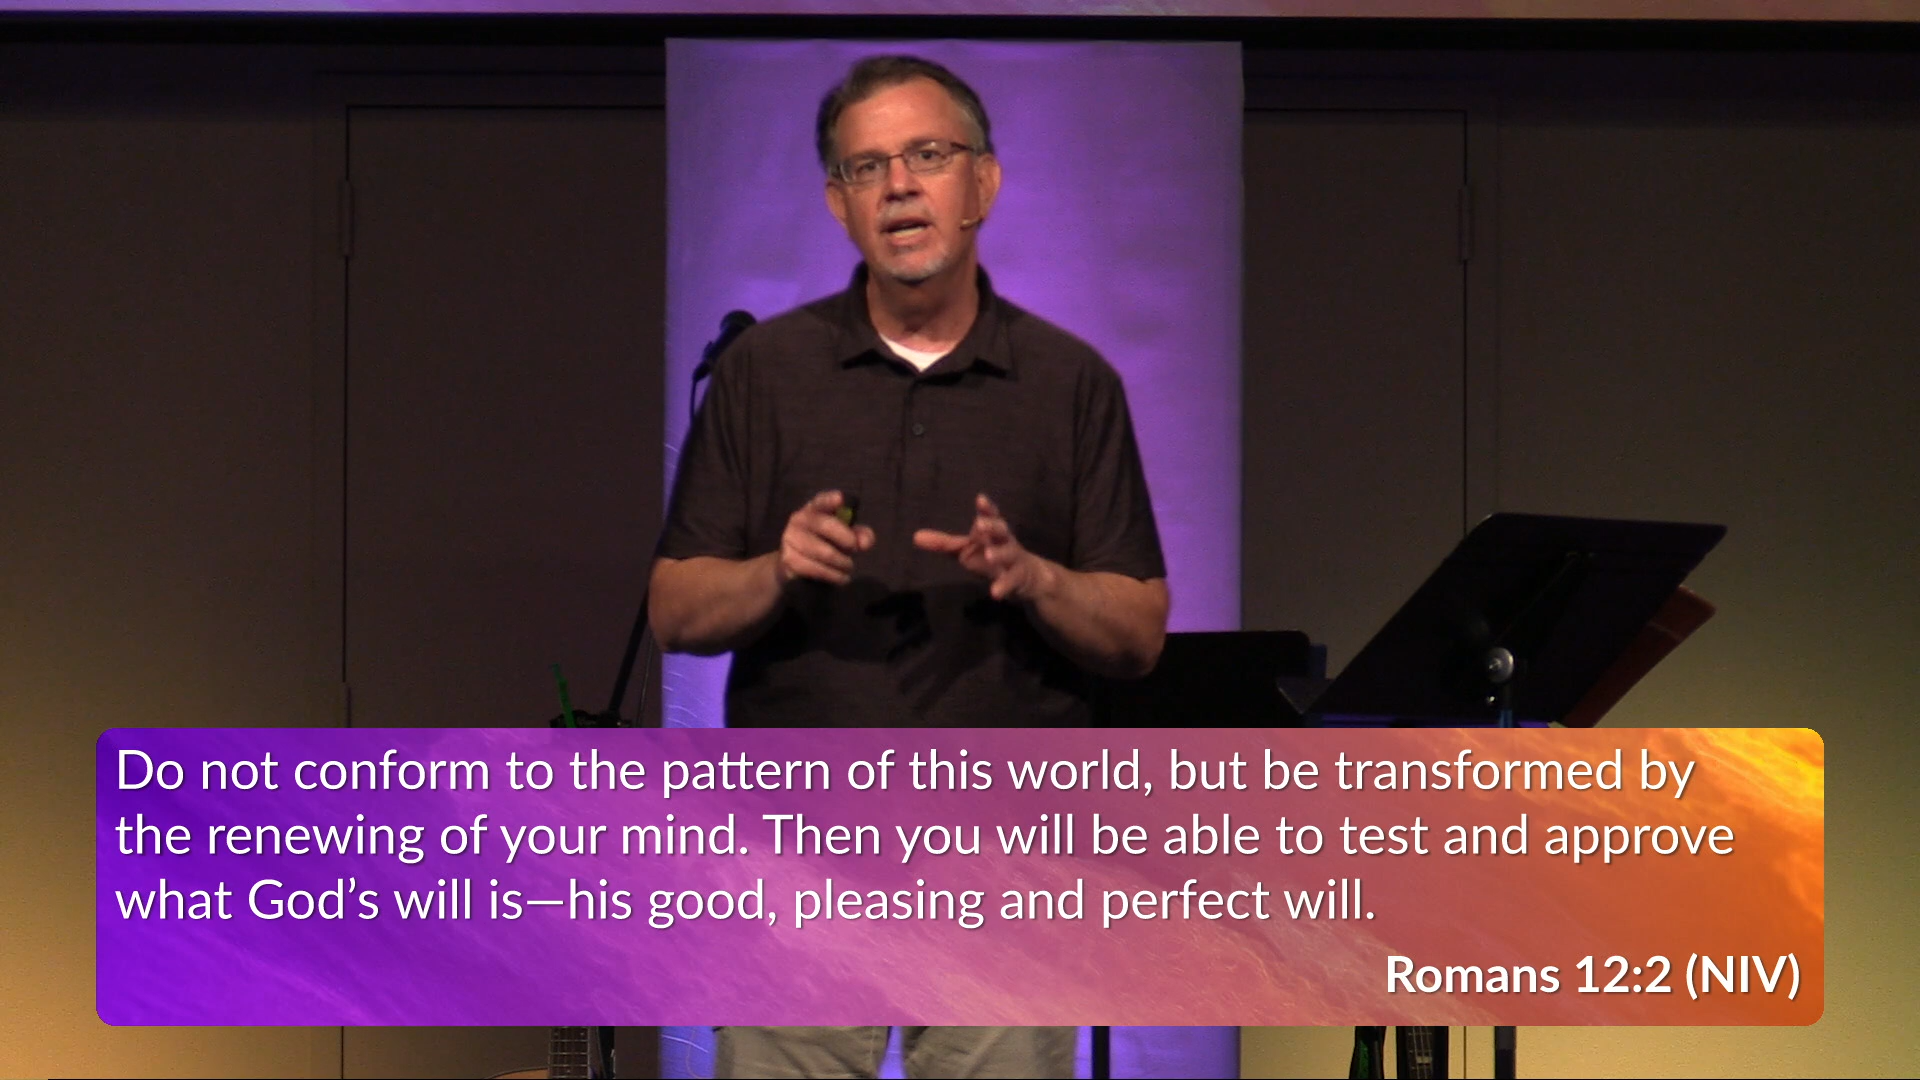 Do not conform to the pattern of this world, but be transformed by
the renewing of your mind. Then you will be able to test and approve
what God’s will is—his good, pleasing and perfect will.
Romans 12:2 (NIV)